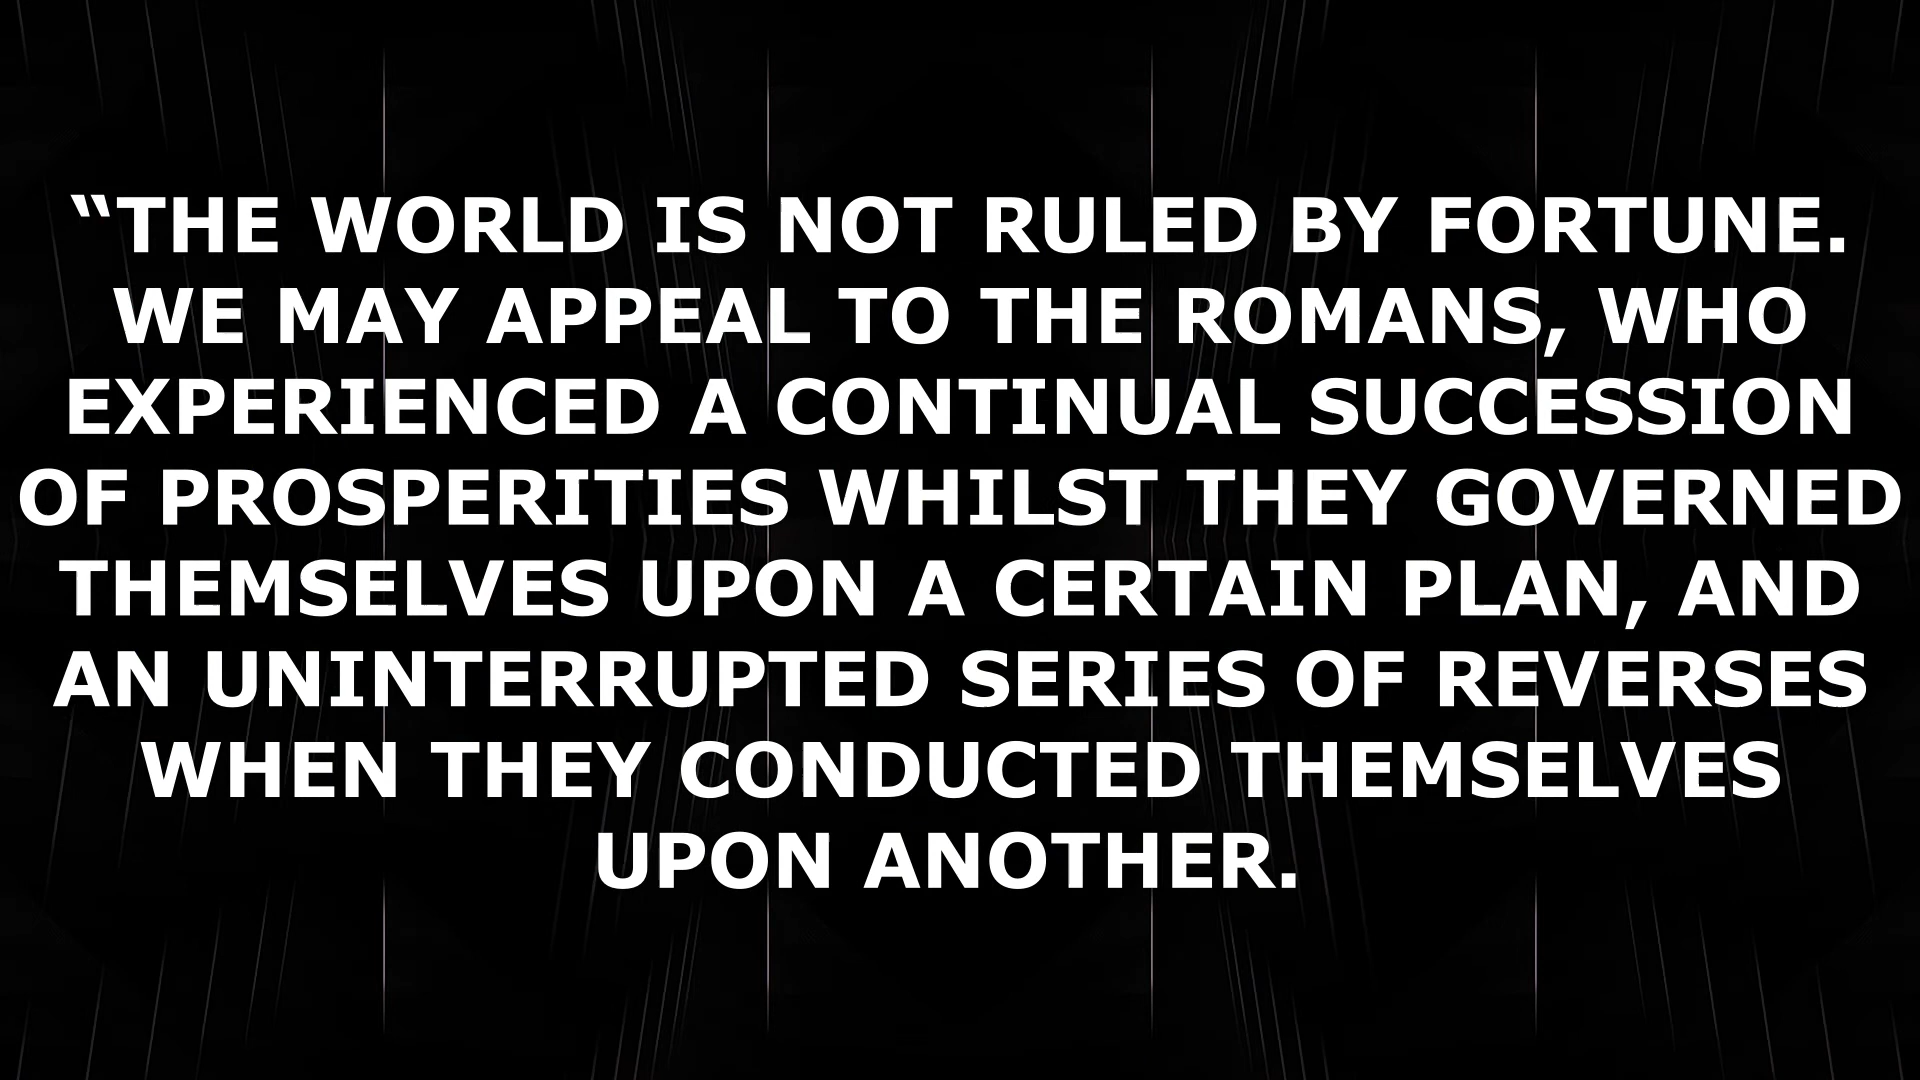 “THE WORLD IS NOT RULED BY FORTUNE.
WE MAY APPEAL TO THE ROMANS, WHO
EXPERIENCED A CONTINUAL SUCCESSION
OF PROSPERITIES WHILST THEY GOVERNED
THEMSELVES UPON A CERTAIN PLAN, AND
AN UNINTERRUPTED SERIES OF REVERSES
WHEN THEY CONDUCTED THEMSELVES
UPON ANOTHER.